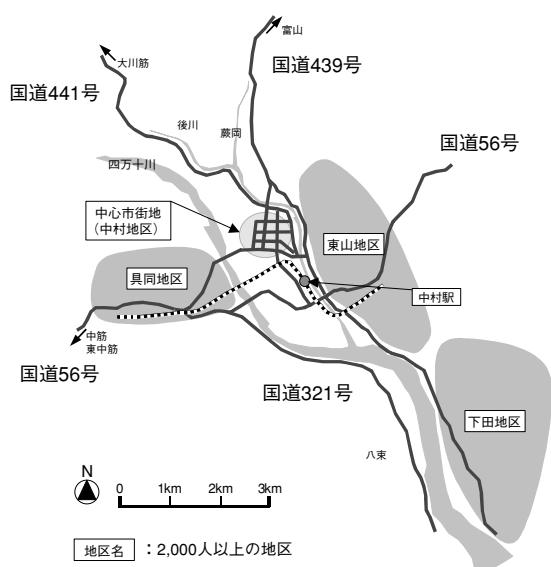 富山
大川筋
国道439号
国道441号
後川
蕨岡
国道56号
四万十川
中心市街地
（中村地区）
東山地区
具同地区
中村駅
中筋
東中筋
国道56号
国道321号
下田地区
八束
N
0 1km 2km 3km
地区名 ：2,000人以上の地区